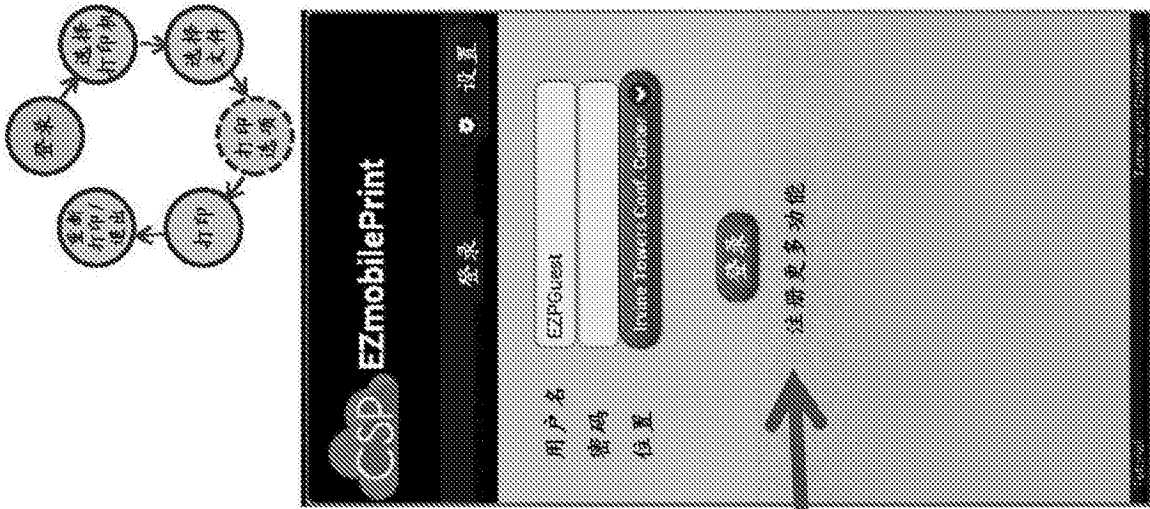 登录
选择
打印机
选择
文件
打印
选项
打印
重新
打印/
退出
CSP EZmobilePrint
登录
设置
用户名
EZPGuest
密码
位置
登录
注册更多功能